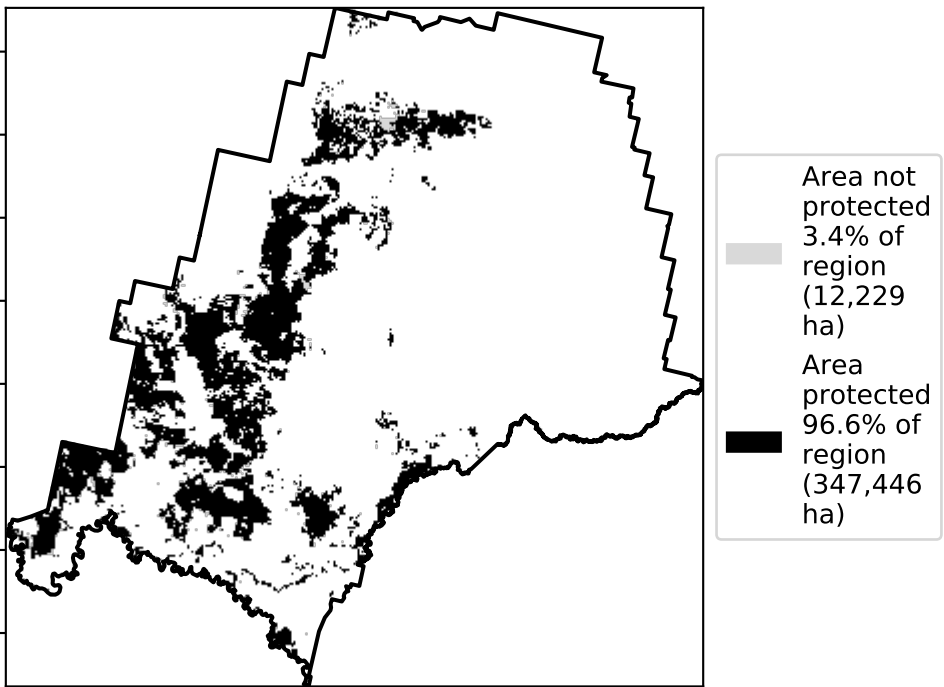 Area not
protected
3.4% of
region
(12,229
ha)
Area
protected
96.6% of
region
(347,446
ha)